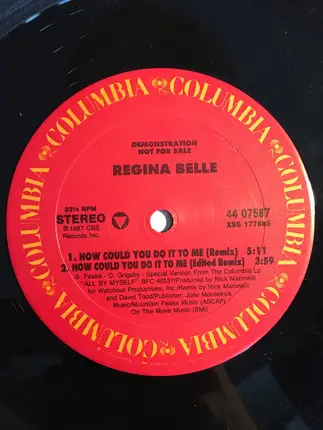 COLUMBIA COLUMBIA COLUMBIA COLUMBIA COLUMBIA COLUMBIA
DEMONSTRATION
NOT FOR SALE
REGINA BELLE
33⅓ RPM
STEREO
℗ 1987 CBS
Records Inc.
44 07587
XSS 177685
1. HOW COULD YOU DO IT TO ME (Remix) 5:11
2. HOW COULD YOU DO IT TO ME (Edited Remix) 3:59
S. Peake - D. Grigsby - Special Version From The Columbia Lp
"ALL BY MYSELF" BFC 40537/Produced by Nick Martinelli
for Watchout Productions, Inc./Remix by Nick Martinelli
and David Todd/Publisher: Julie Moosekick
Music/Mountain Peake Music (ASCAP)
On The Move Music (BMI)